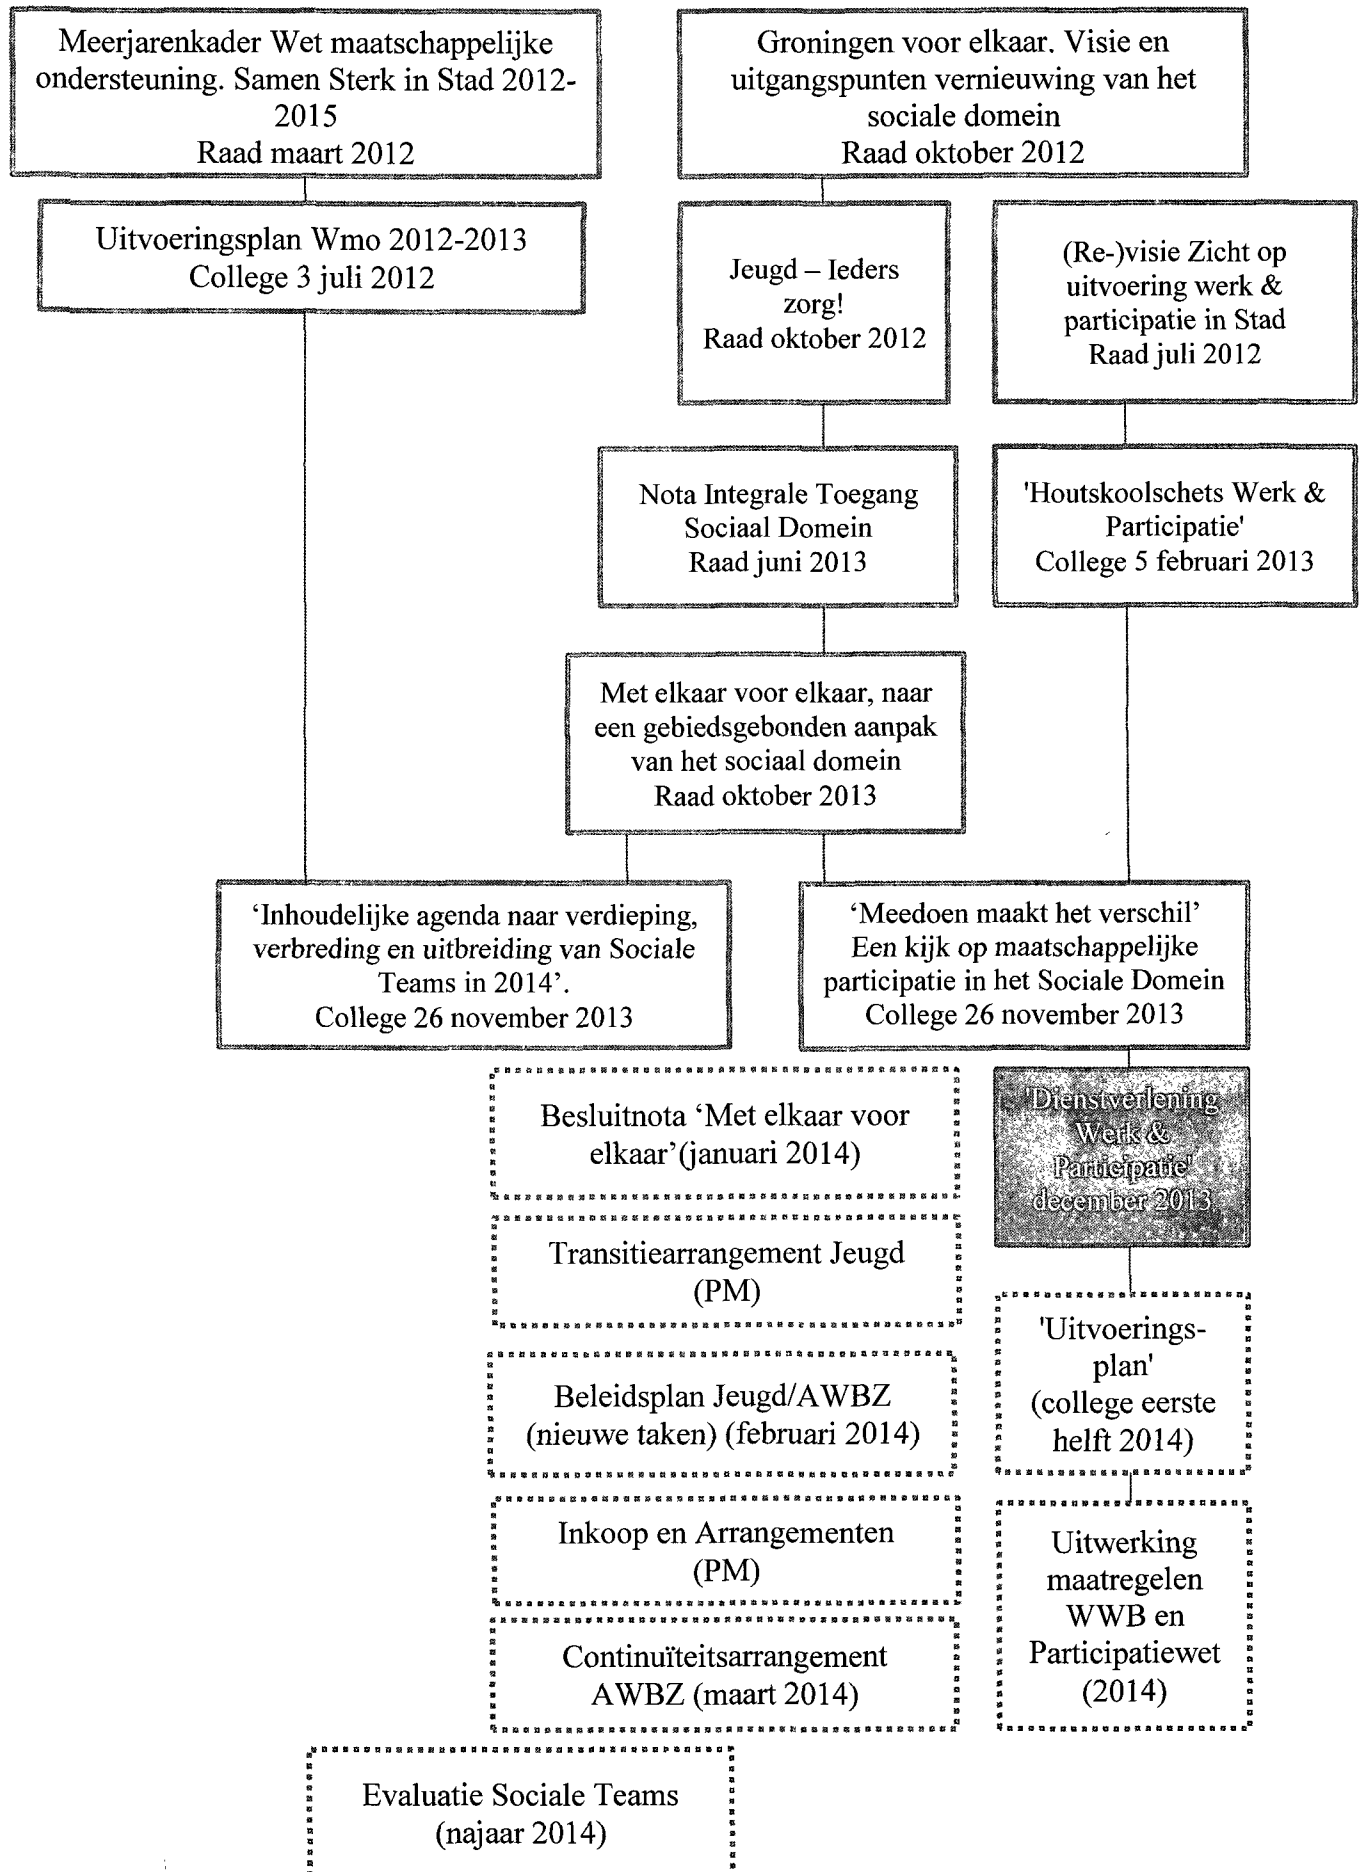 Meerjarenkader Wet maatschappelijke
ondersteuning. Samen Sterk in Stad 2012-
2015
Raad maart 2012
Groningen voor elkaar. Visie en
uitgangspunten vernieuwing van het
sociale domein
Raad oktober 2012
Uitvoeringsplan Wmo 2012-2013
College 3 juli 2012
Jeugd – Ieders
zorg!
Raad oktober 2012
(Re-)visie Zicht op
uitvoering werk &
participatie in Stad
Raad juli 2012
Nota Integrale Toegang
Sociaal Domein
Raad juni 2013
'Houtskoolschets Werk &
Participatie'
College 5 februari 2013
Met elkaar voor elkaar, naar
een gebiedsgebonden aanpak
van het sociaal domein
Raad oktober 2013
‘Inhoudelijke agenda naar verdieping,
verbreding en uitbreiding van Sociale
Teams in 2014’.
College 26 november 2013
‘Meedoen maakt het verschil’
Een kijk op maatschappelijke
participatie in het Sociale Domein
College 26 november 2013
Besluitnota ‘Met elkaar voor
elkaar’(januari 2014)
'Dienstverlening
Werk &
Participatie'
december 2013
Transitiearrangement Jeugd
(PM)
'Uitvoerings-
plan'
(college eerste
helft 2014)
Beleidsplan Jeugd/AWBZ
(nieuwe taken) (februari 2014)
Inkoop en Arrangementen
(PM)
Uitwerking
maatregelen
WWB en
Participatiewet
(2014)
Continuïteitsarrangement
AWBZ (maart 2014)
Evaluatie Sociale Teams
(najaar 2014)